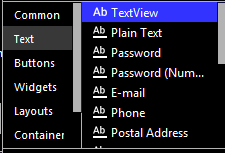 Common
Text
Buttons
Widgets
Layouts
Container
Ab TextView
Ab Plain Text
Ab Password
Ab Password (Num...
Ab E-mail
Ab Phone
Ab Postal Address